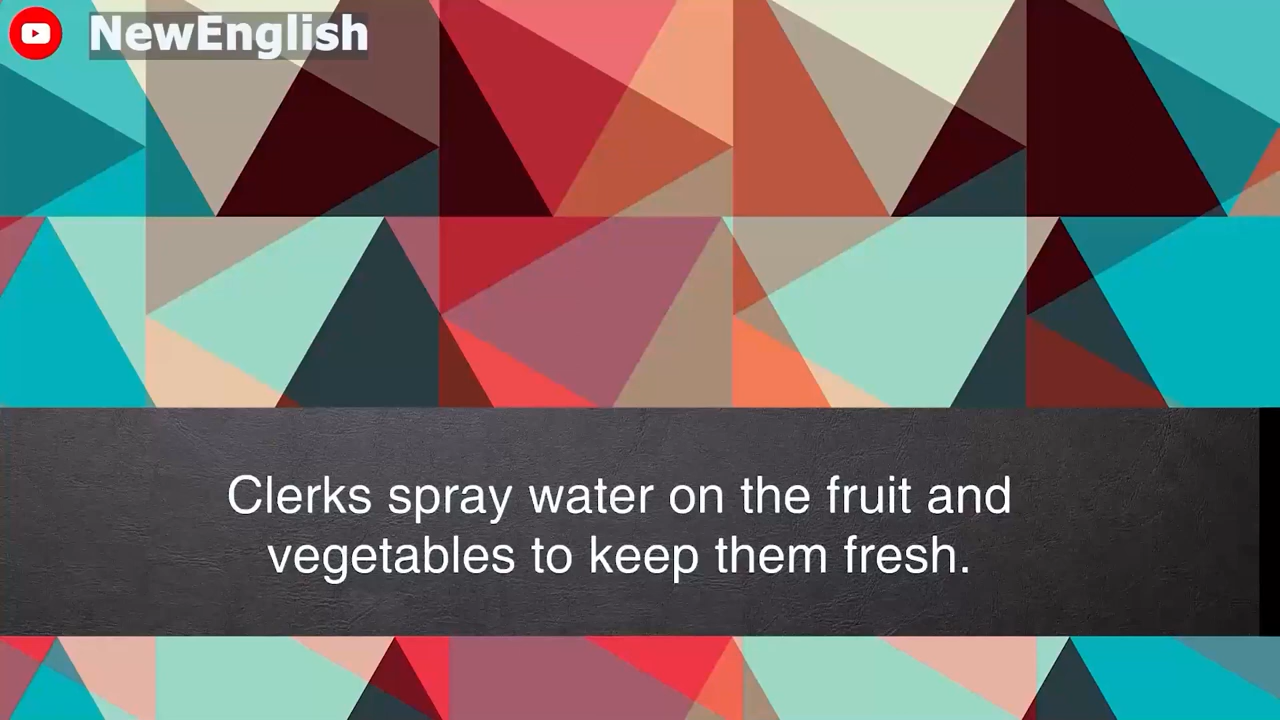 NewEnglish
Clerks spray water on the fruit and
vegetables to keep them fresh.